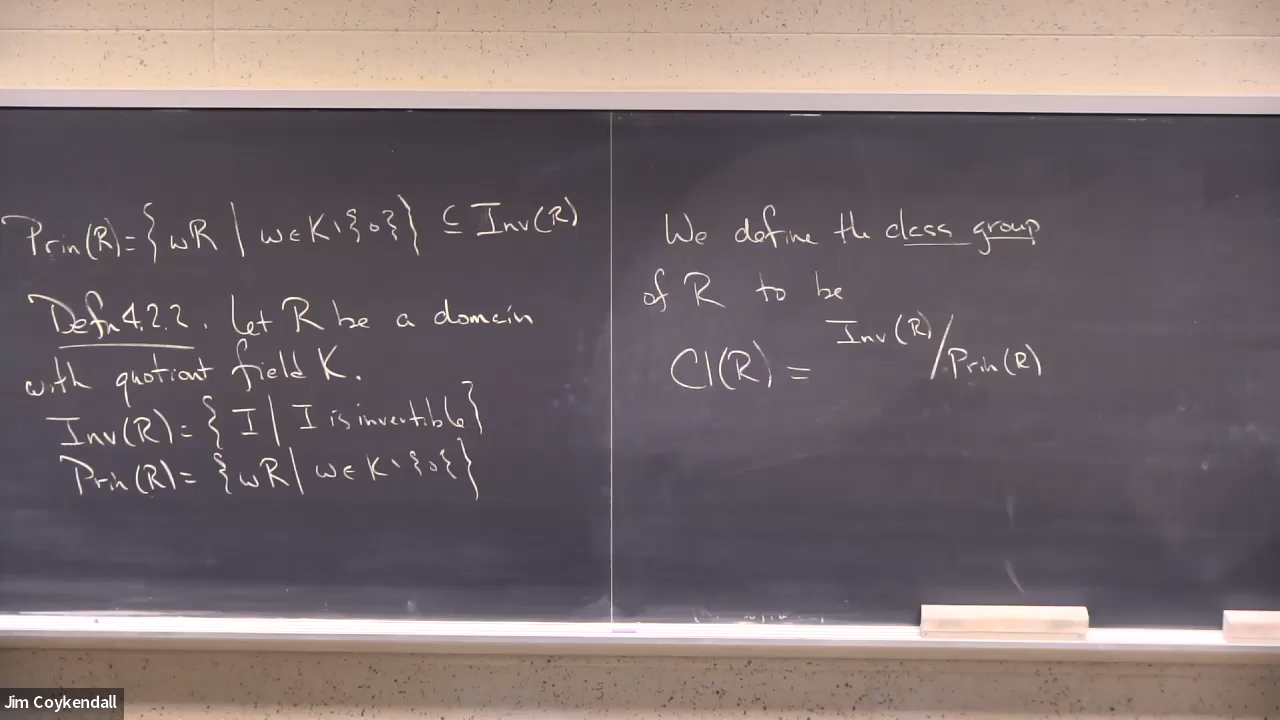 Prin(R)={ wR | w∈K\{0}} ⊆ Inv(R)
Defn 4.2.2. Let R be a domain
with quotient field K.
Inv(R)= { I | I is invertible}
Prin(R)= {wR | w∈K\{0}}
We define the class group
of R to be
Cl(R) = Inv(R)/Prin(R)
Jim Coykendall